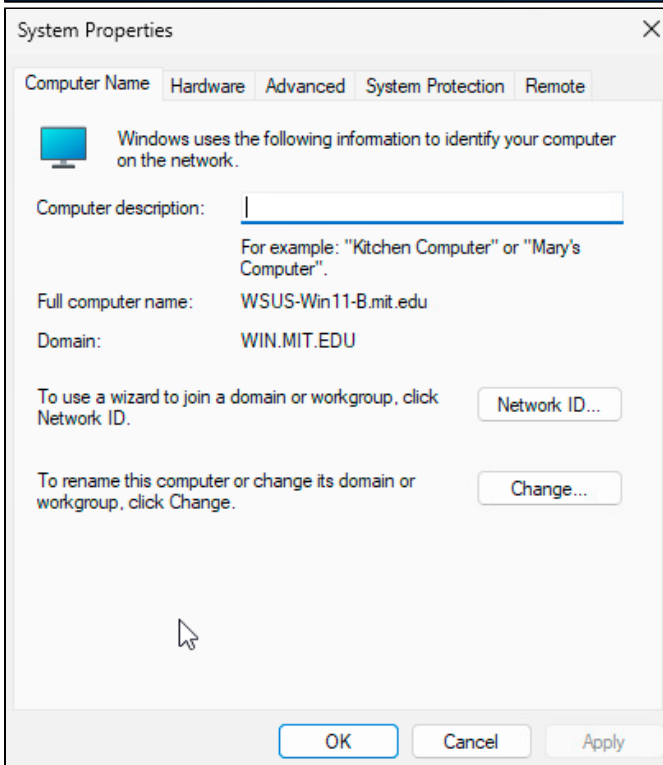 System Properties
Computer Name Hardware Advanced System Protection Remote
Windows uses the following information to identify your computer
on the network.
Computer description:
For example: "Kitchen Computer" or "Mary's
Computer".
Full computer name: WSUS-Win11-B.mit.edu
Domain: WIN.MIT.EDU
To use a wizard to join a domain or workgroup, click
Network ID.
Network ID...
To rename this computer or change its domain or
workgroup, click Change.
Change...
OK Cancel Apply